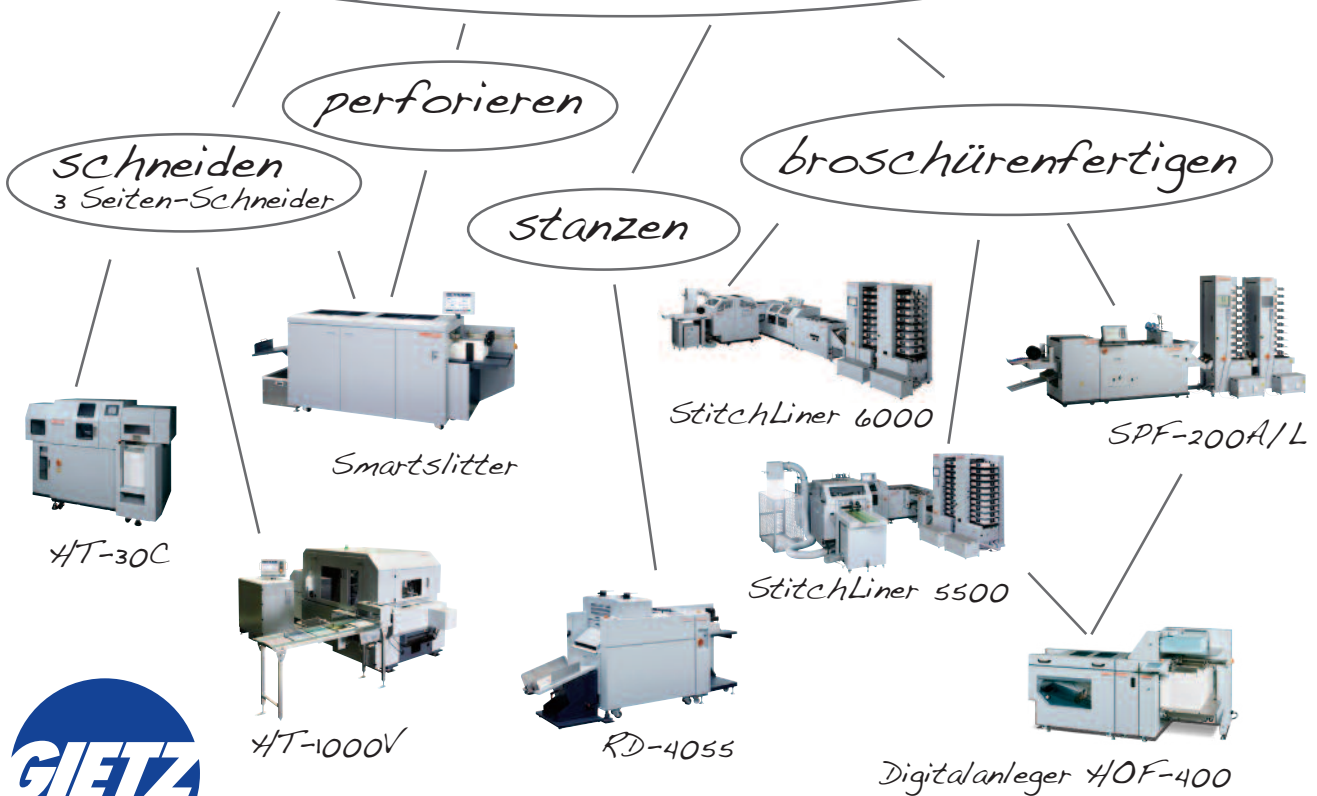 perforieren
schneiden
3 Seiten-Schneider
broschürenfertigen
stanzen
StitchLiner 6000
SPF-200A/L
Smartslitter
HT-30C
StitchLiner 5500
HT-1000V
RD-4055
Digitalanleger HOF-400
GIETZ